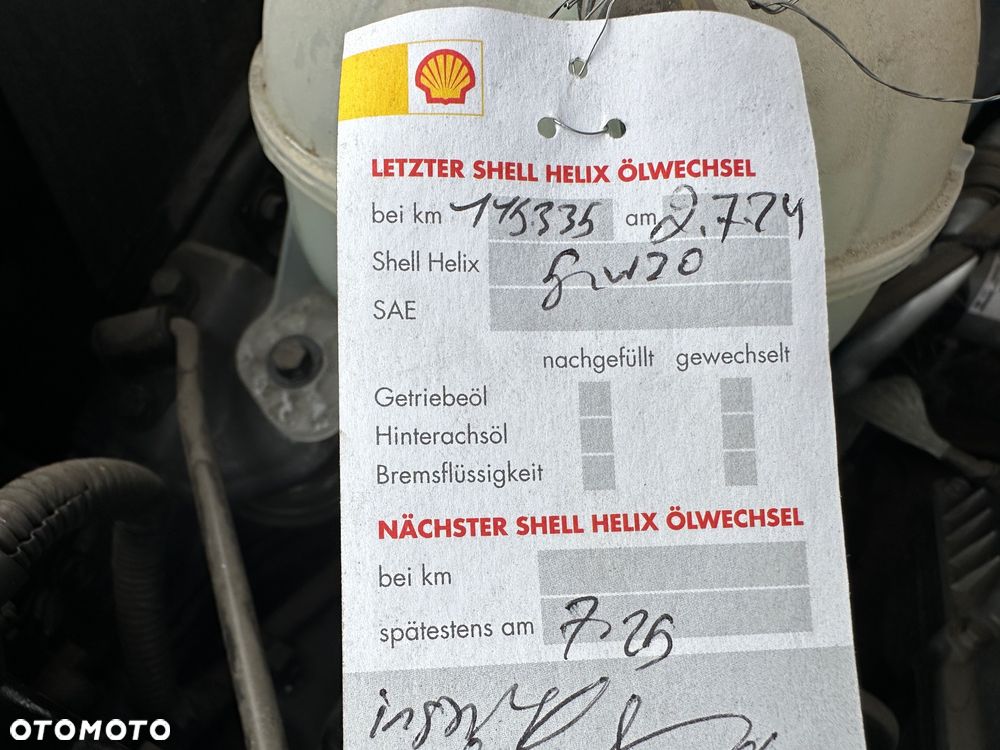 LETZTER SHELL HELIX ÖLWECHSEL
bei km 145335 am 2.7.24
Shell Helix 5W30
SAE
nachgefüllt gewechselt
Getriebeöl
Hinterachsöl
Bremsflüssigkeit
NÄCHSTER SHELL HELIX ÖLWECHSEL
bei km
spätestens am 7.25
OTOMOTO